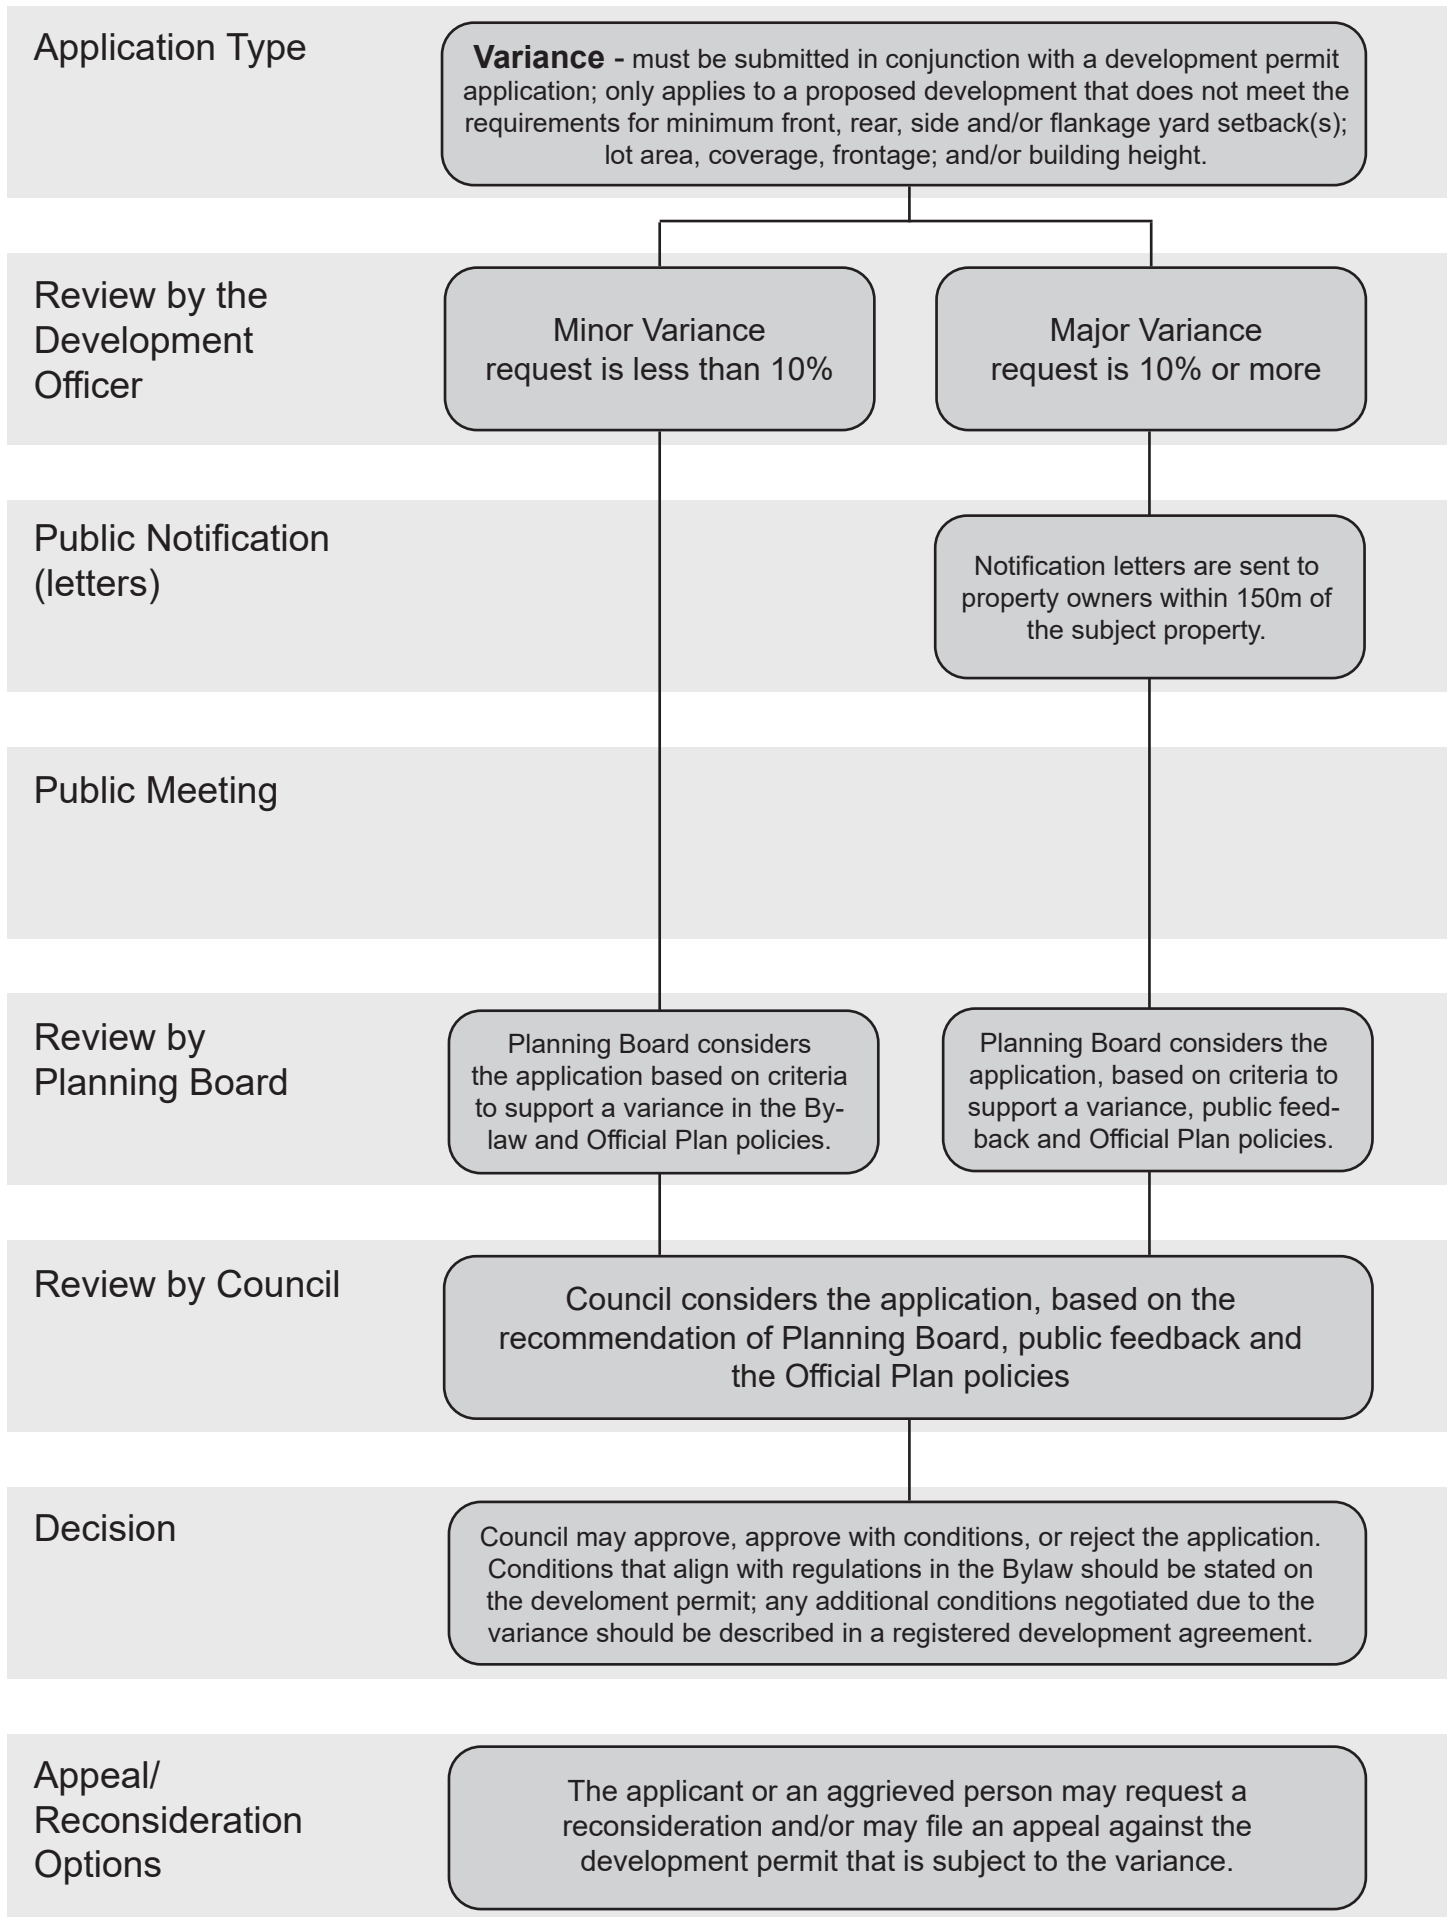 Application Type
Variance - must be submitted in conjunction with a development permit
application; only applies to a proposed development that does not meet the
requirements for minimum front, rear, side and/or flankage yard setback(s);
lot area, coverage, frontage; and/or building height.
Review by the
Development
Officer
Minor Variance
request is less than 10%
Major Variance
request is 10% or more
Public Notification
(letters)
Notification letters are sent to
property owners within 150m of
the subject property.
Public Meeting
Review by
Planning Board
Planning Board considers
the application based on criteria
to support a variance in the By-
law and Official Plan policies.
Planning Board considers the
application, based on criteria to
support a variance, public feed-
back and Official Plan policies.
Review by Council
Council considers the application, based on the
recommendation of Planning Board, public feedback and
the Official Plan policies
Decision
Council may approve, approve with conditions, or reject the application.
Conditions that align with regulations in the Bylaw should be stated on
the develoment permit; any additional conditions negotiated due to the
variance should be described in a registered development agreement.
Appeal/
Reconsideration
Options
The applicant or an aggrieved person may request a
reconsideration and/or may file an appeal against the
development permit that is subject to the variance.